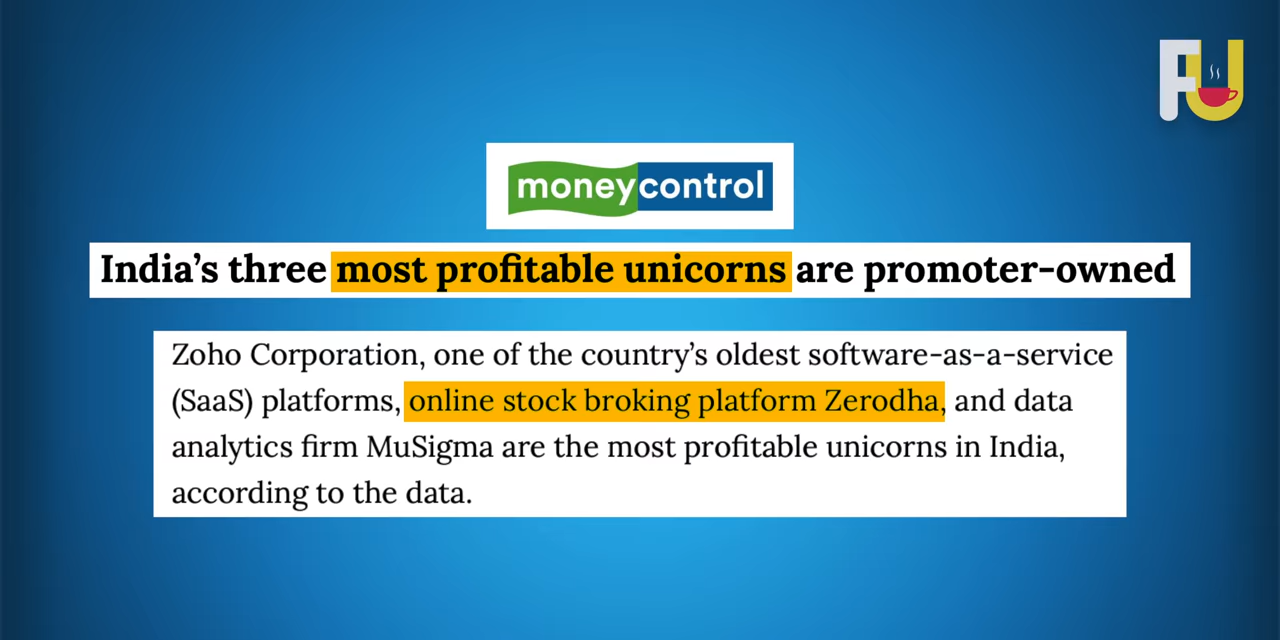 FU
moneycontrol
India's three most profitable unicorns are promoter-owned
Zoho Corporation, one of the country's oldest software-as-a-service
(SaaS) platforms, online stock broking platform Zerodha, and data
analytics firm MuSigma are the most profitable unicorns in India,
according to the data.